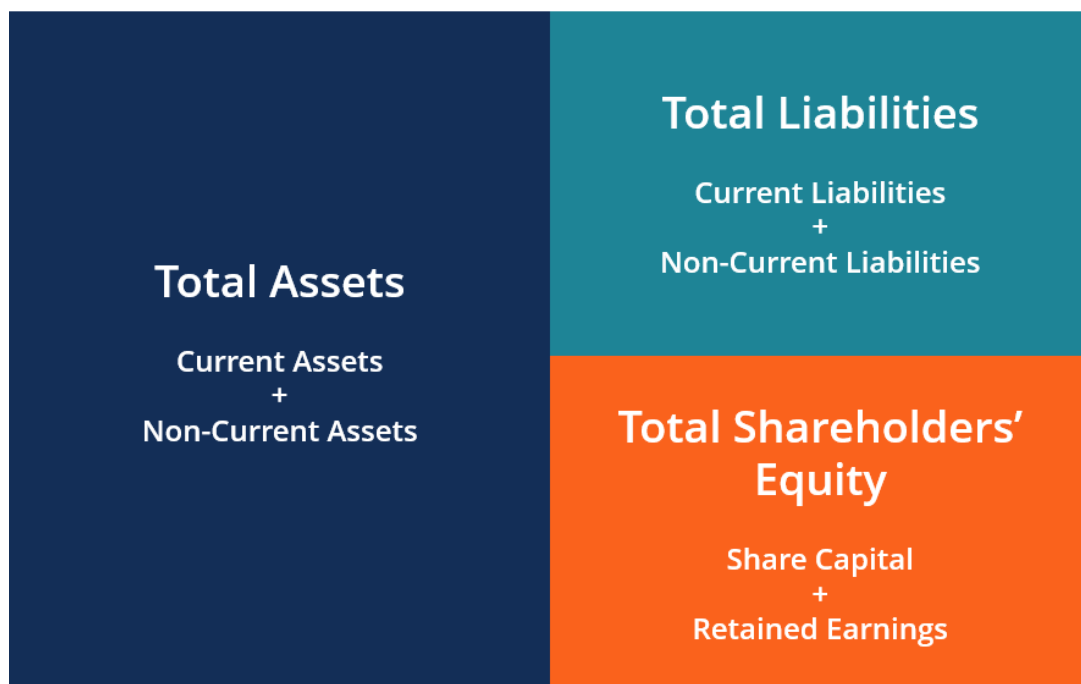 Total Assets
Current Assets
+
Non-Current Assets
Total Liabilities
Current Liabilities
+
Non-Current Liabilities
Total Shareholders’
Equity
Share Capital
+
Retained Earnings